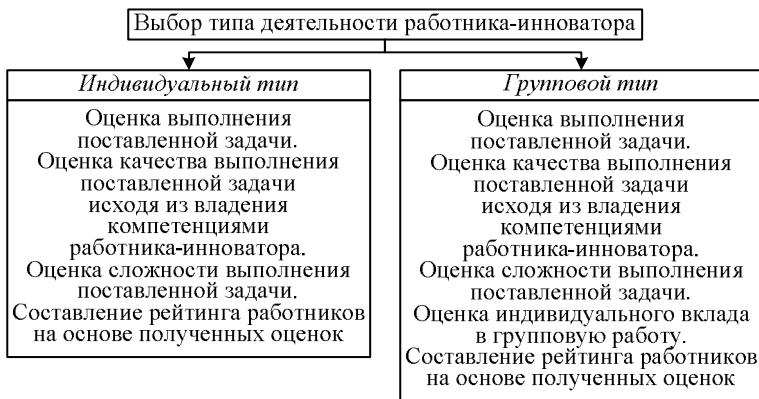 Выбор типа деятельности работника-инноватора
Индивидуальный тип
Оценка выполнения
поставленной задачи.
Оценка качества выполнения
поставленной задачи
исходя из владения
компетенциями
работника-инноватора.
Оценка сложности выполнения
поставленной задачи.
Составление рейтинга работников
на основе полученных оценок
Групповой тип
Оценка выполнения
поставленной задачи.
Оценка качества выполнения
поставленной задачи
исходя из владения
компетенциями
работника-инноватора.
Оценка сложности выполнения
поставленной задачи.
Оценка индивидуального вклада
в групповую работу.
Составление рейтинга работников
на основе полученных оценок